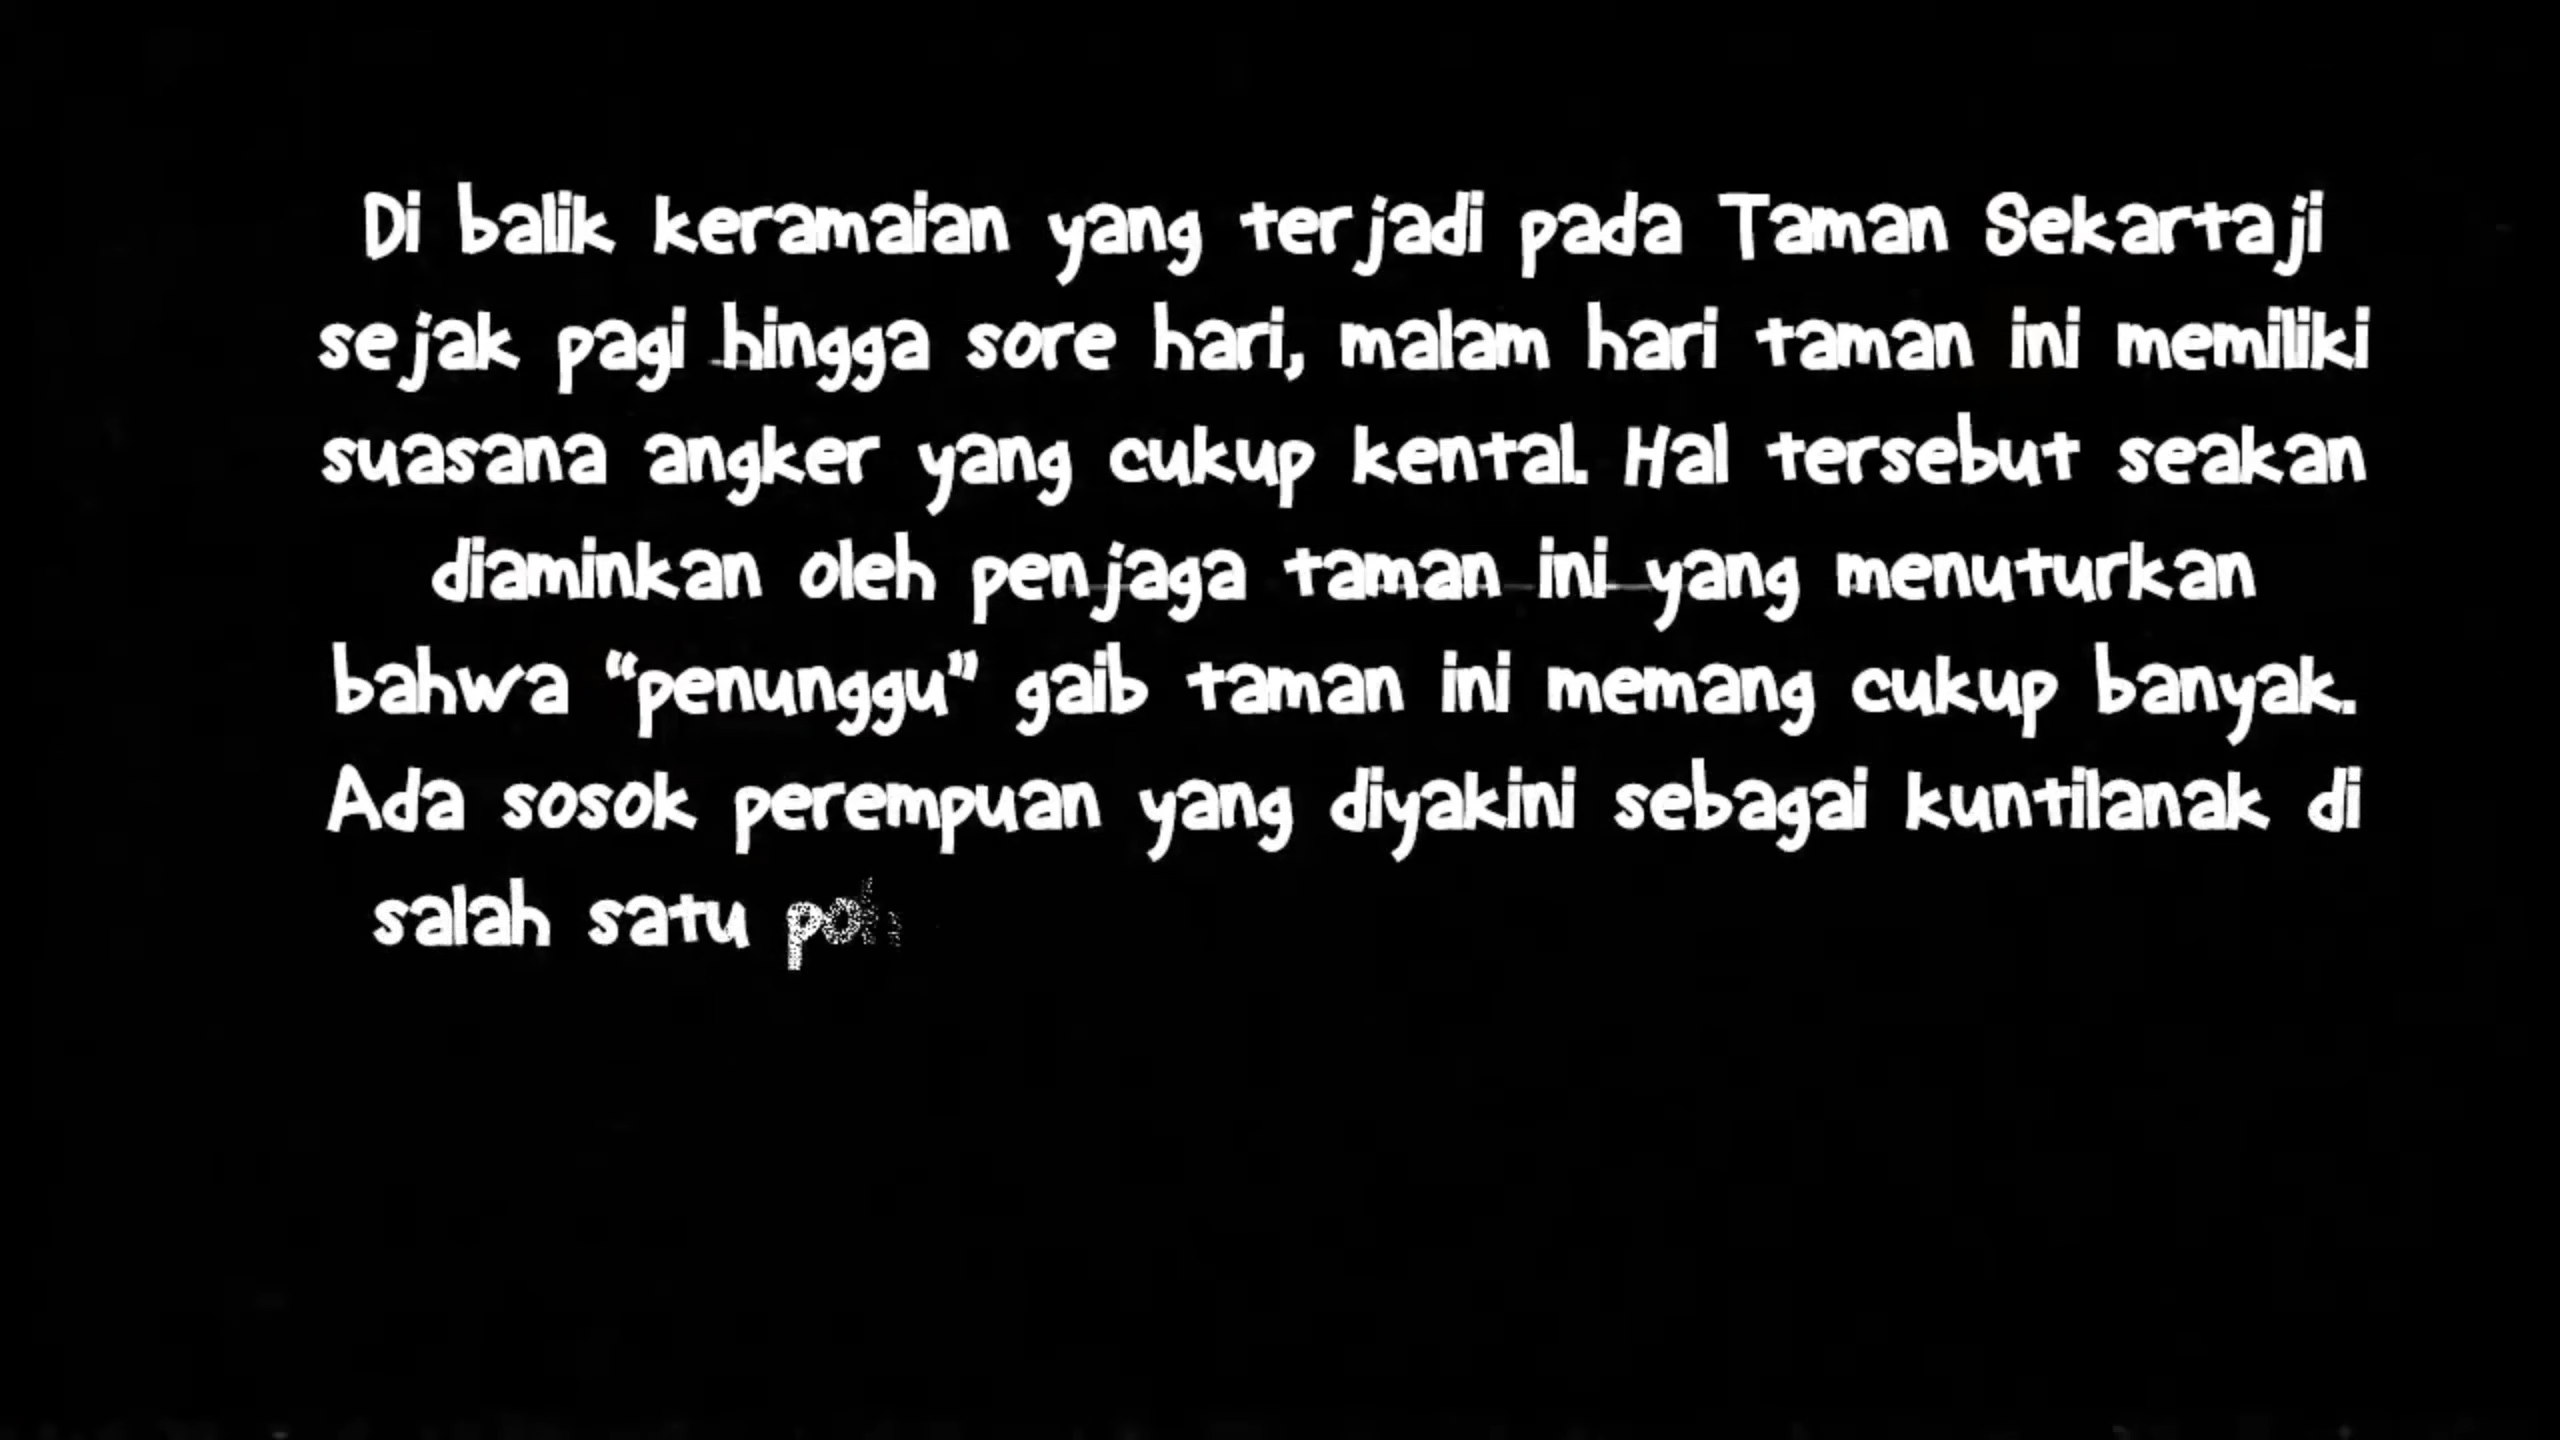 Di balik keramaian yang terjadi pada Taman Sekartaji
sejak pagi hingga sore hari, malam hari taman ini memiliki
suasana angker yang cukup kental. Hal tersebut seakan
diaminkan oleh penjaga taman ini yang menuturkan
bahwa “penunggu” gaib taman ini memang cukup banyak.
Ada sosok perempuan yang diyakini sebagai kuntilanak di
salah satu